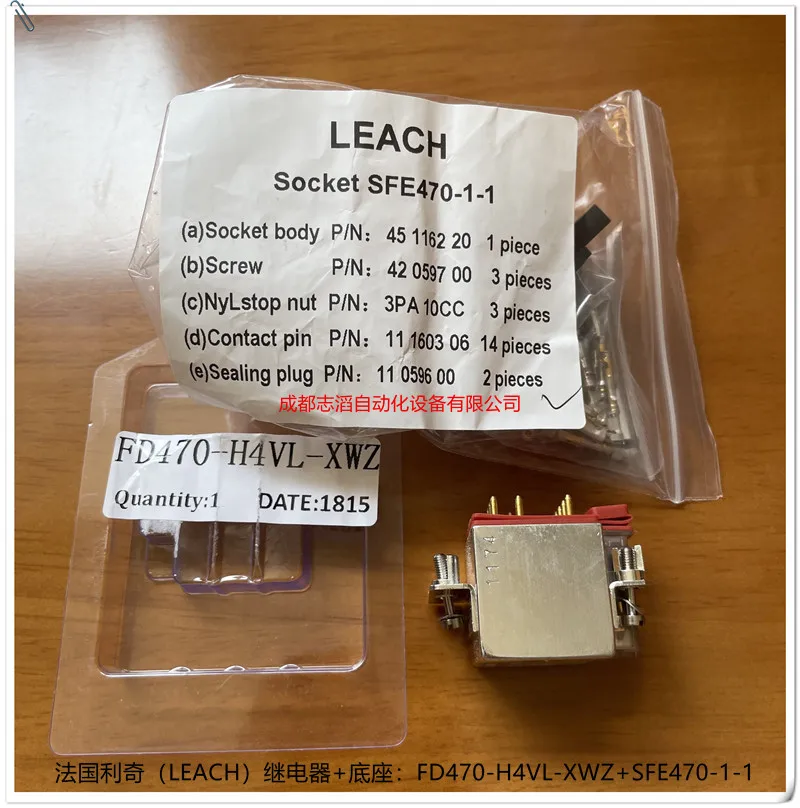 LEACH
Socket SFE470-1-1
(a)Socket body P/N: 45 1162 20 1 piece
(b)Screw P/N: 42 0597 00 3 pieces
(c)NyLstop nut P/N: 3PA 10CC 3 pieces
(d)Contact pin P/N: 11 1603 06 14 pieces
(e)Sealing plug P/N: 11 0596 00 2 pieces
成都志滔自动化设备有限公司
FD470-H4VL-XWZ
Quantity:1 DATE:1815
1174
法国利奇（LEACH）继电器+底座：FD470-H4VL-XWZ+SFE470-1-1